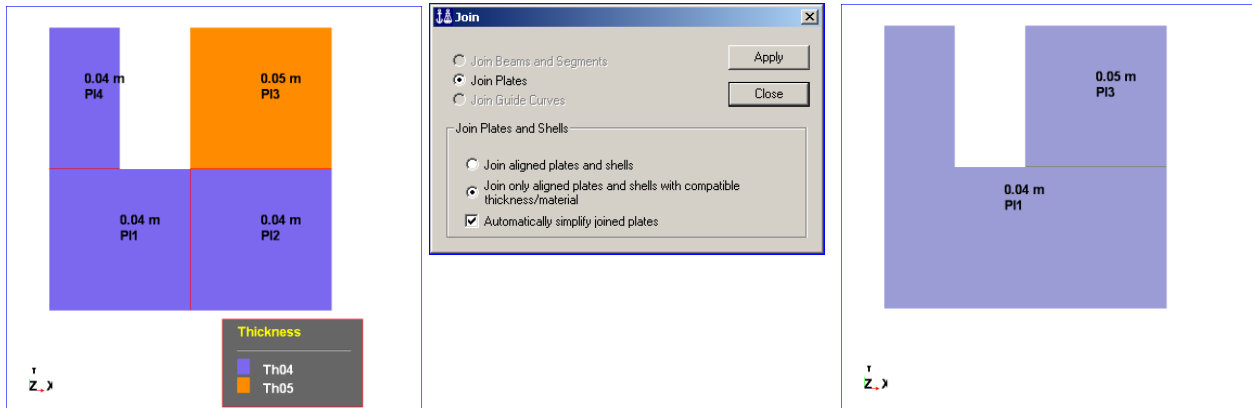 0.04 m
Pl4
0.05 m
Pl3
0.04 m
Pl1
0.04 m
Pl2
Thickness
Th04
Th05
Y
Z X
Join
Join Beams and Segments
Join Plates
Join Guide Curves
Apply
Close
Join Plates and Shells
Join aligned plates and shells
Join only aligned plates and shells with compatible
thickness/material
Automatically simplify joined plates
0.05 m
Pl3
0.04 m
Pl1
Y
Z X